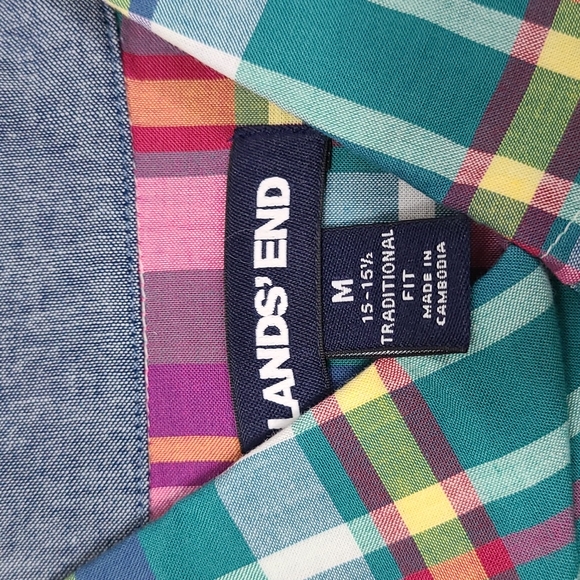 LANDS' END
M
15-15½
TRADITIONAL
FIT
MADE IN
CAMBODIA